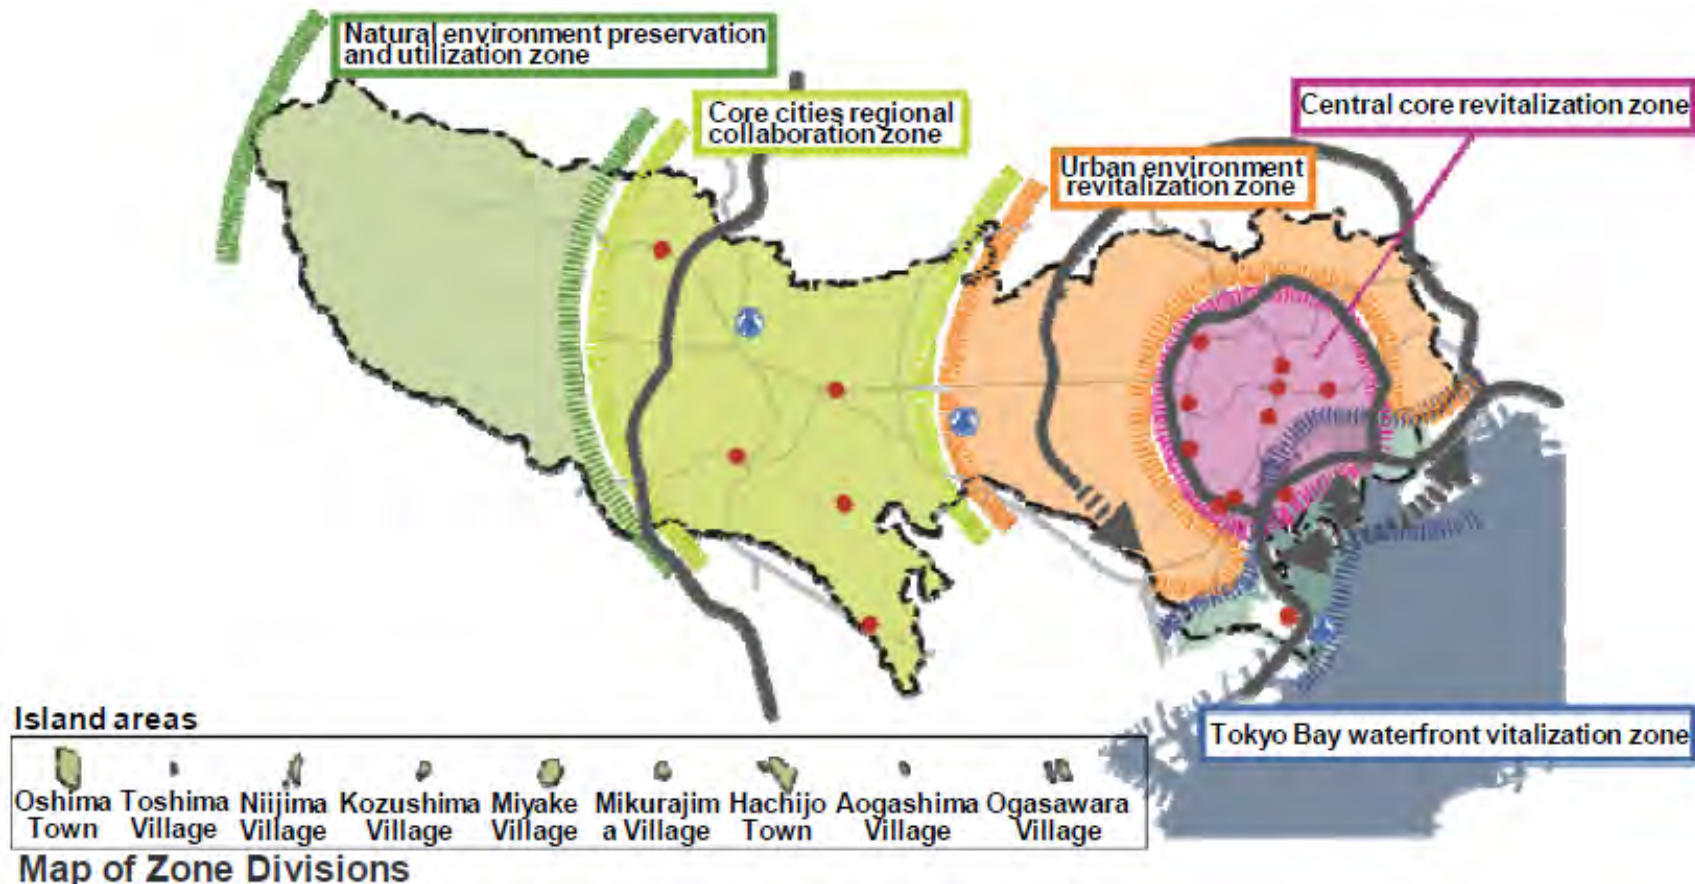 Natural environment preservation
and utilization zone
Core cities regional
collaboration zone
Central core revitalization zone
Urban environment
revitalization zone
Tokyo Bay waterfront vitalization zone
Island areas
Oshima
Town
Toshima
Village
Niijima
Village
Kozushima
Village
Miyake
Village
Mikurajim
a Village
Hachijo
Town
Aogashima
Village
Ogasawara
Village
Map of Zone Divisions